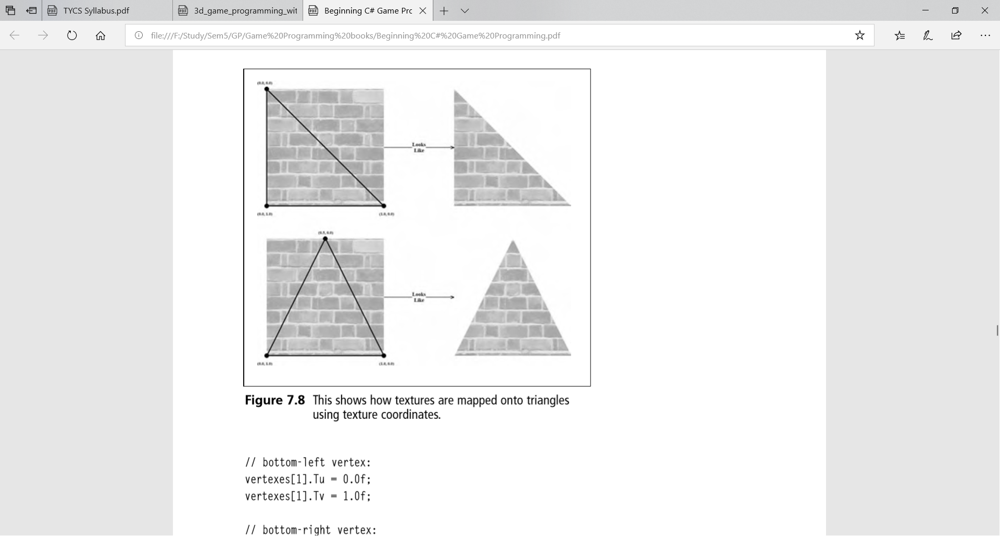 TYCS Syllabus.pdf
3d_game_programming_wit
Beginning C# Game Prc
file:///F:/Study/Sem5/GP/Game%20Programming%20books/Beginning%20C#%20Game%20Programming.pdf
(0.0, 0.0)
Looks
Like
(0.0, 1.0)
(1.0, 0.0)
(0.5, 0.0)
Looks
Like
(0.0, 1.0)
(1.0, 0.0)
Figure 7.8 This shows how textures are mapped onto triangles
using texture coordinates.
// bottom-left vertex:
vertexes[1].Tu = 0.0f;
vertexes[1].Tv = 1.0f;
// bottom-right vertex: